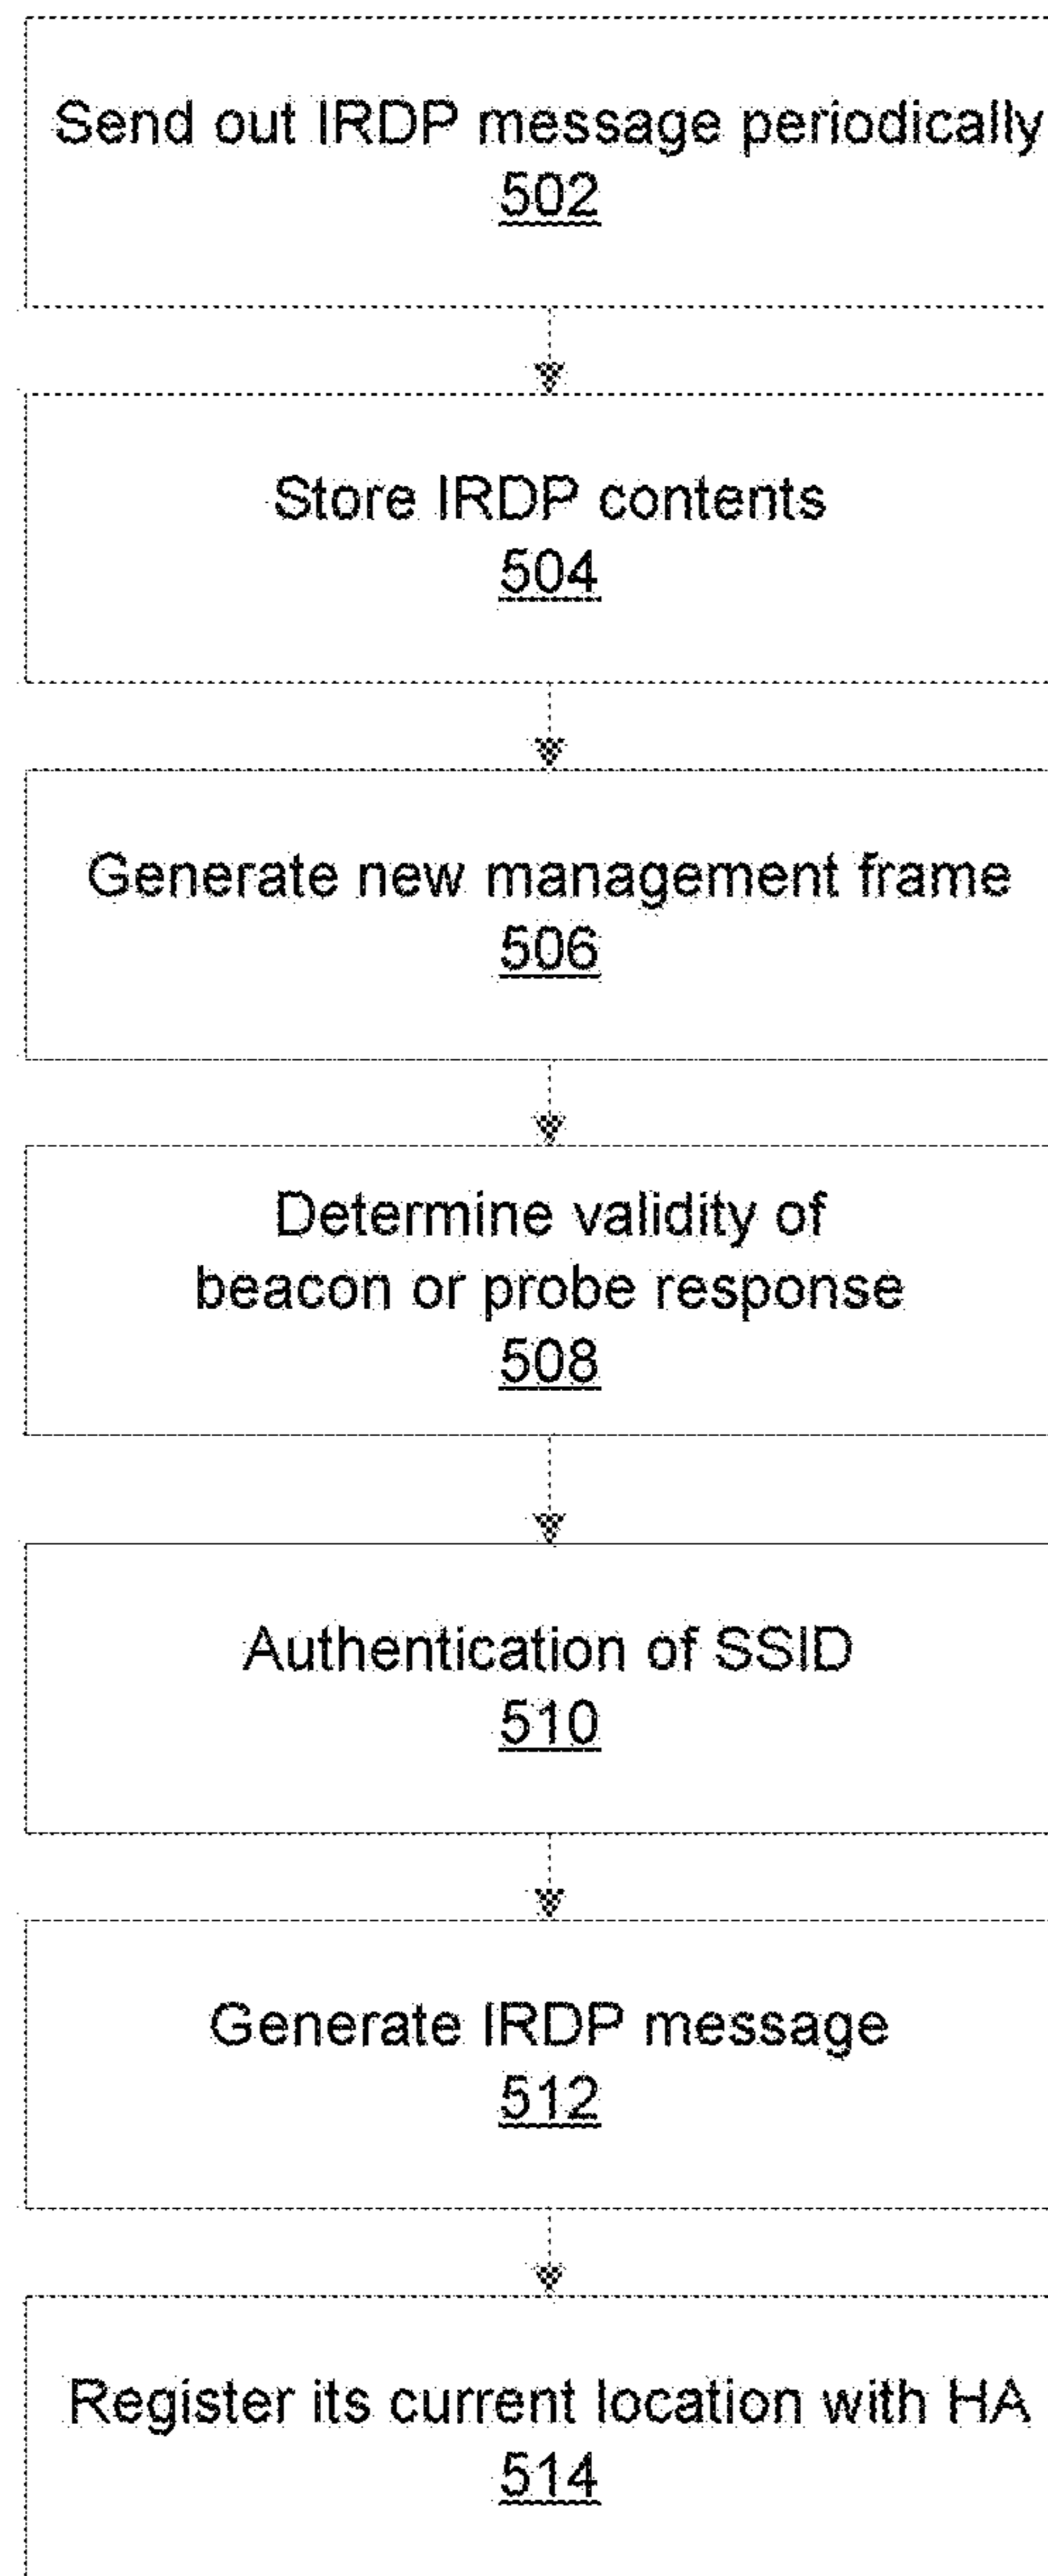 Send out IRDP message periodically
502
Store IRDP contents
504
Generate new management frame
506
Determine validity of
beacon or probe response
508
Authentication of SSID
510
Generate IRDP message
512
Register its current location with HA
514